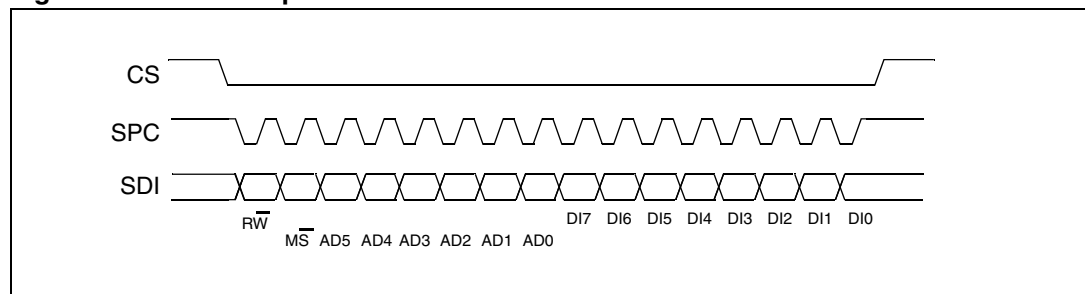 CS
SPC
SDI
RW DI7 DI6 DI5 DI4 DI3 DI2 DI1 DI0
MS AD5 AD4 AD3 AD2 AD1 AD0